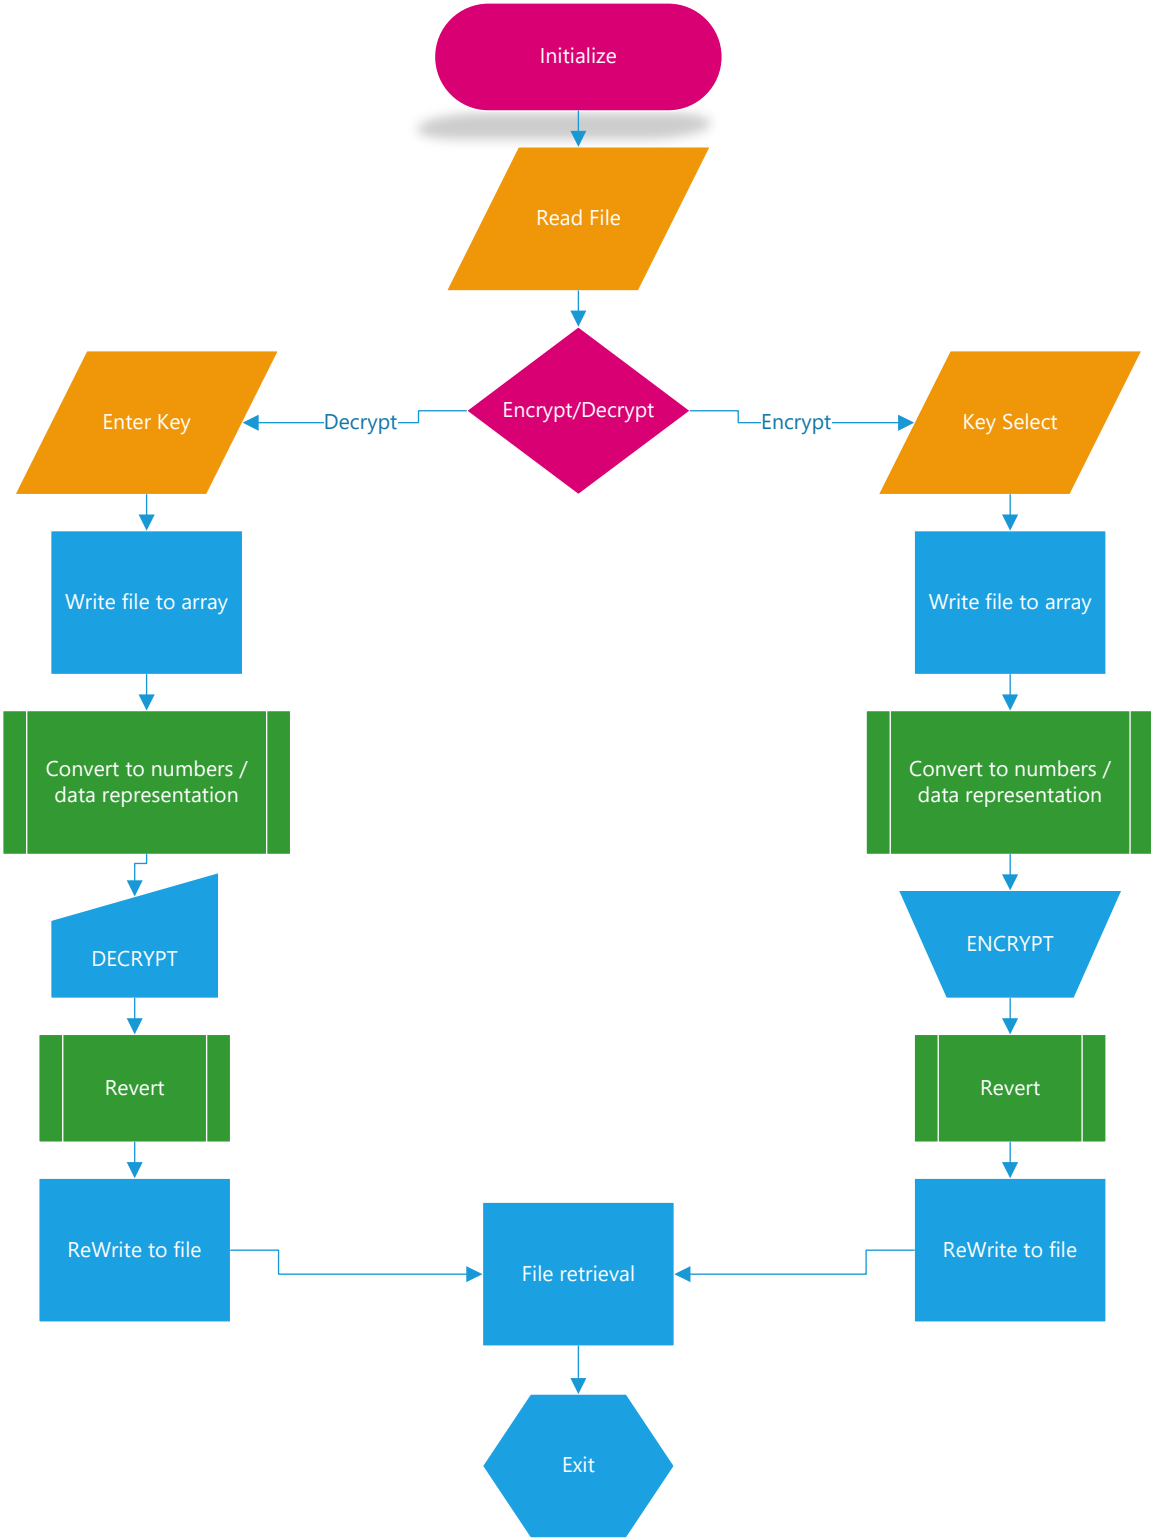 Initialize
Read File
Encrypt/Decrypt
Decrypt
Encrypt
Enter Key
Key Select
Write file to array
Write file to array
Convert to numbers /
data representation
Convert to numbers /
data representation
DECRYPT
ENCRYPT
Revert
Revert
ReWrite to file
ReWrite to file
File retrieval
Exit